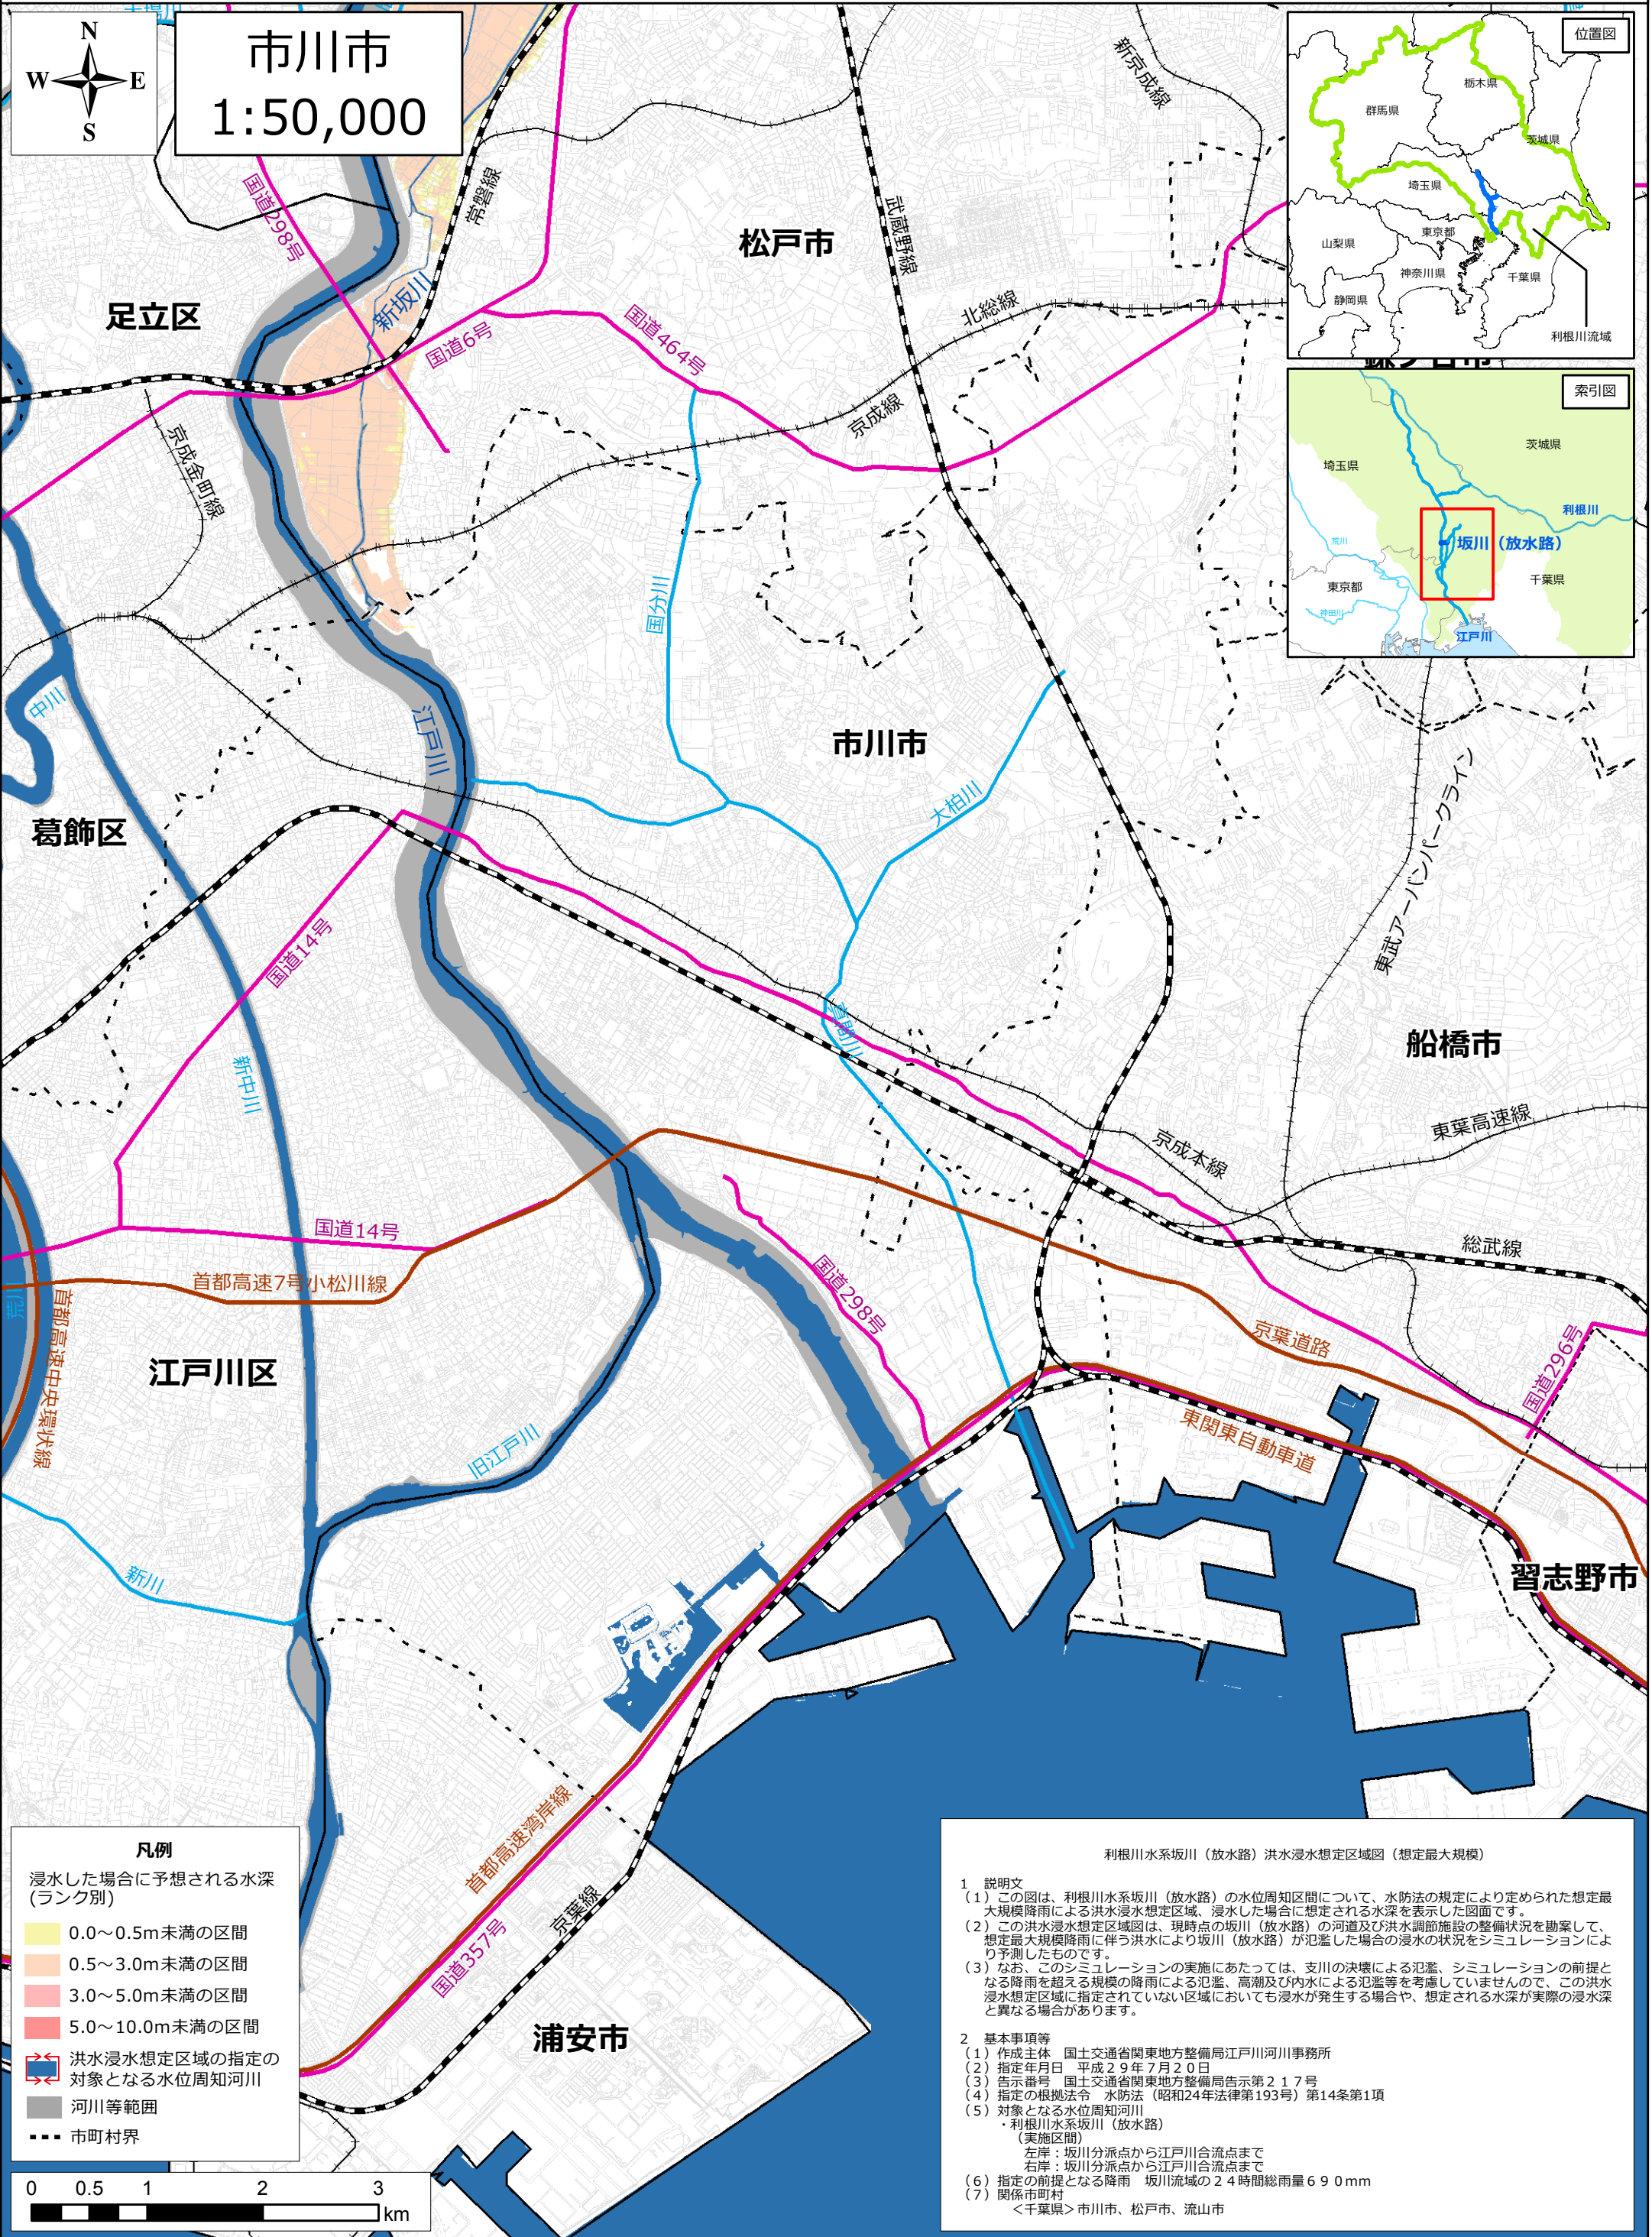 N
W
E
S
市川市
1:50,000
国道298号
常磐線
新京成線
武蔵野線
松戸市
足立区
新坂川
国道6号
国道464号
北総線
京成線
京成金町線
国分川
中川
江戸川
市川市
大柏川
葛飾区
国道14号
真間川
東武アーバンパークライン
船橋市
新中川
東葉高速線
京成本線
国道14号
総武線
首都高速7号小松川線
荒川
首都高速中央環状線
国道298号
京葉道路
国道296号
江戸川区
東関東自動車道
旧江戸川
新川
習志野市
首都高速湾岸線
京葉線
国道357号
浦安市
位置図
栃木県
群馬県
茨城県
埼玉県
東京都
山梨県
神奈川県
千葉県
静岡県
利根川流域
索引図
茨城県
埼玉県
利根川
荒川
坂川（放水路）
東京都
千葉県
神田川
江戸川
凡例
浸水した場合に予想される水深
(ランク別)
0.0～0.5m未満の区間
0.5～3.0m未満の区間
3.0～5.0m未満の区間
5.0～10.0m未満の区間
洪水浸水想定区域の指定の
対象となる水位周知河川
河川等範囲
市町村界
0 0.5 1 2 3
km
利根川水系坂川（放水路）洪水浸水想定区域図（想定最大規模）
1　説明文
（1）この図は、利根川水系坂川（放水路）の水位周知区間について、水防法の規定により定められた想定最
大規模降雨による洪水浸水想定区域、浸水した場合に想定される水深を表示した図面です。
（2）この洪水浸水想定区域図は、現時点の坂川（放水路）の河道及び洪水調節施設の整備状況を勘案して、
想定最大規模降雨に伴う洪水により坂川（放水路）が氾濫した場合の浸水の状況をシミュレーションによ
り予測したものです。
（3）なお、このシミュレーションの実施にあたっては、支川の決壊による氾濫、シミュレーションの前提と
なる降雨を超える規模の降雨による氾濫、高潮及び内水による氾濫等を考慮していませんので、この洪水
浸水想定区域に指定されていない区域においても浸水が発生する場合や、想定される水深が実際の浸水深
と異なる場合があります。
2　基本事項等
（1）作成主体　国土交通省関東地方整備局江戸川河川事務所
（2）指定年月日　平成２９年７月２０日
（3）告示番号　国土交通省関東地方整備局告示第２１７号
（4）指定の根拠法令　水防法（昭和24年法律第193号）第14条第1項
（5）対象となる水位周知河川
・利根川水系坂川（放水路）
（実施区間）
左岸：坂川分派点から江戸川合流点まで
右岸：坂川分派点から江戸川合流点まで
（6）指定の前提となる降雨　坂川流域の２４時間総雨量６９０mm
（7）関係市町村
＜千葉県＞市川市、松戸市、流山市